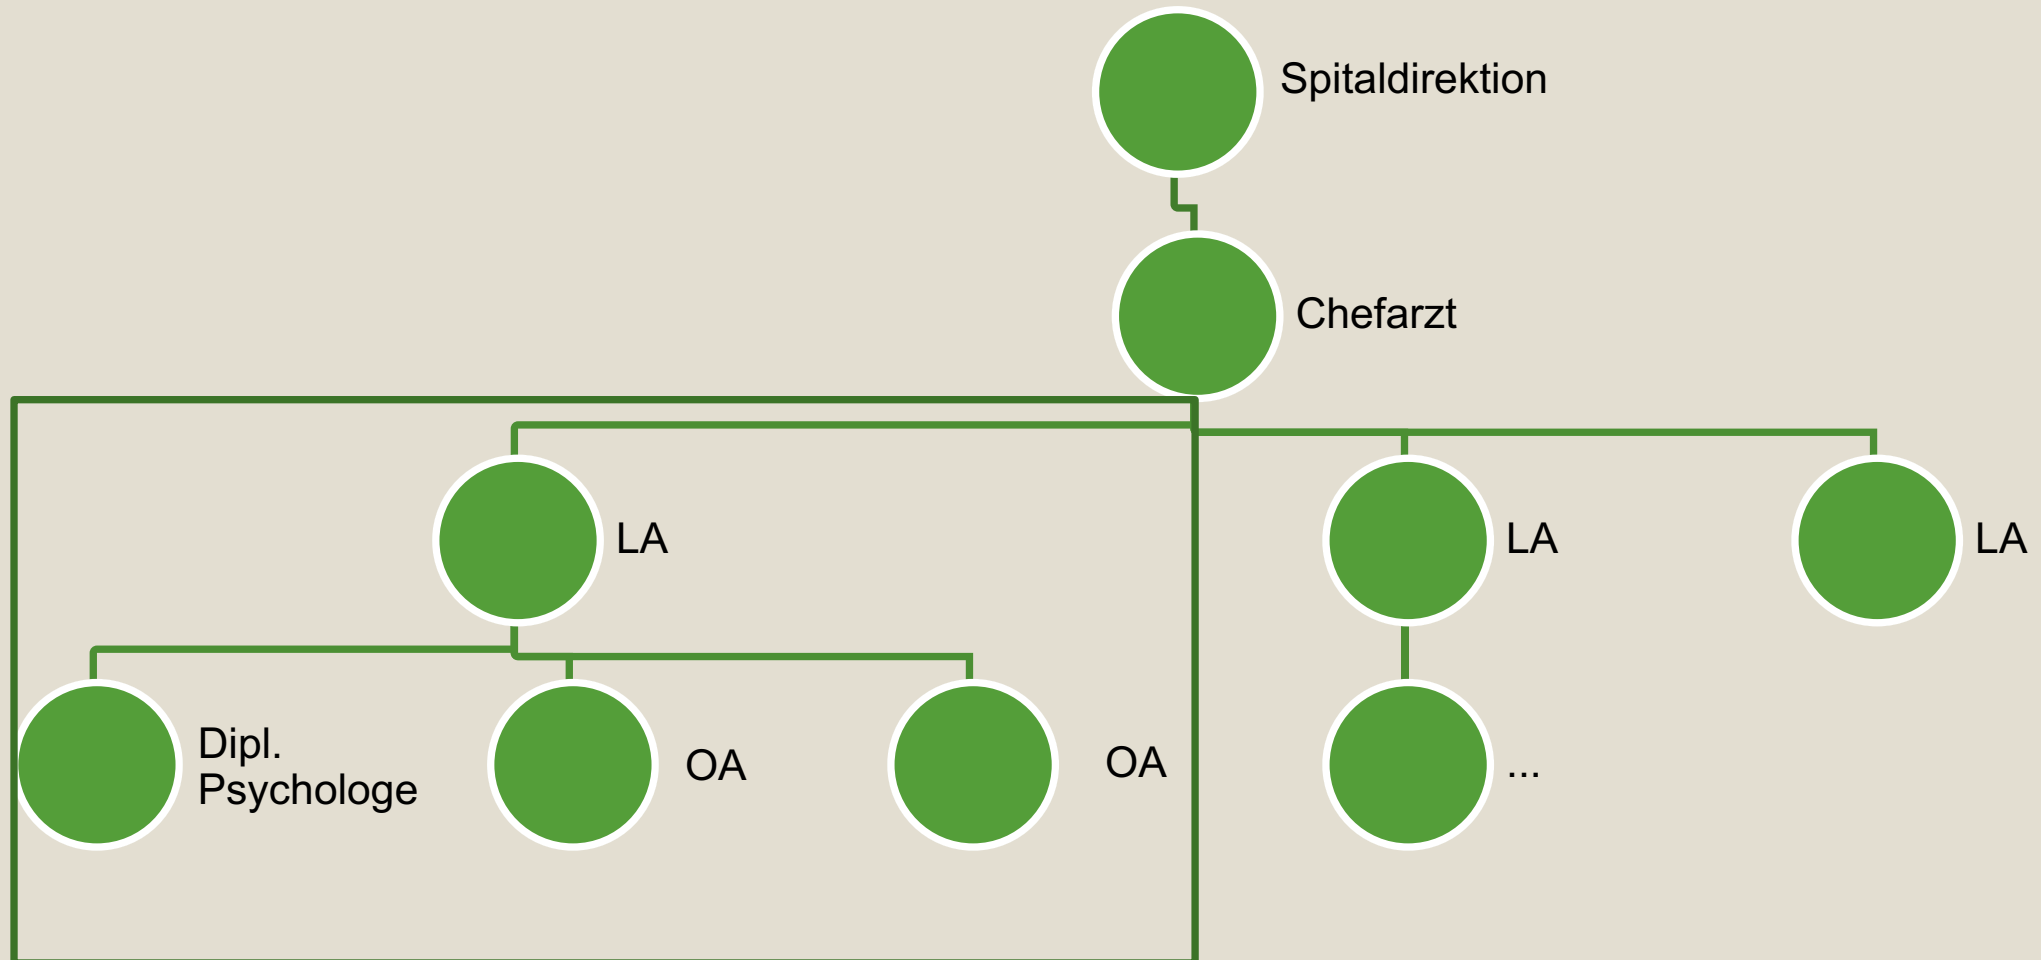 Spitaldirektion
Chefarzt
LA
LA
LA
Dipl.
Psychologe
OA
OA
...